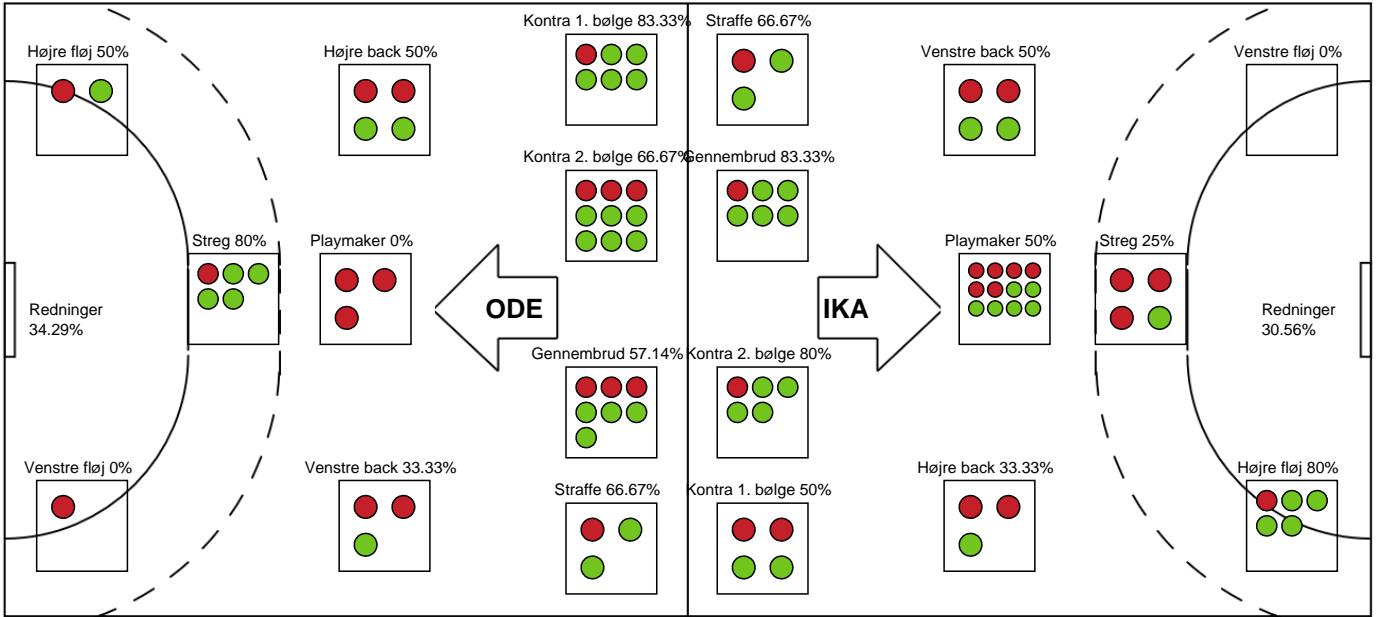 Kontra 1. bølge 83.33%
Straffe 66.67%
Højre fløj 50%
Højre back 50%
Venstre back 50%
Venstre fløj 0%
Kontra 2. bølge 66.67%
Gennembrud 83.33%
Streg 80%
Playmaker 0%
Playmaker 50%
Streg 25%
Redninger
34.29%
ODE
IKA
Redninger
30.56%
Gennembrud 57.14%
Kontra 2. bølge 80%
Venstre fløj 0%
Venstre back 33.33%
Højre back 33.33%
Højre fløj 80%
Straffe 66.67%
Kontra 1. bølge 50%